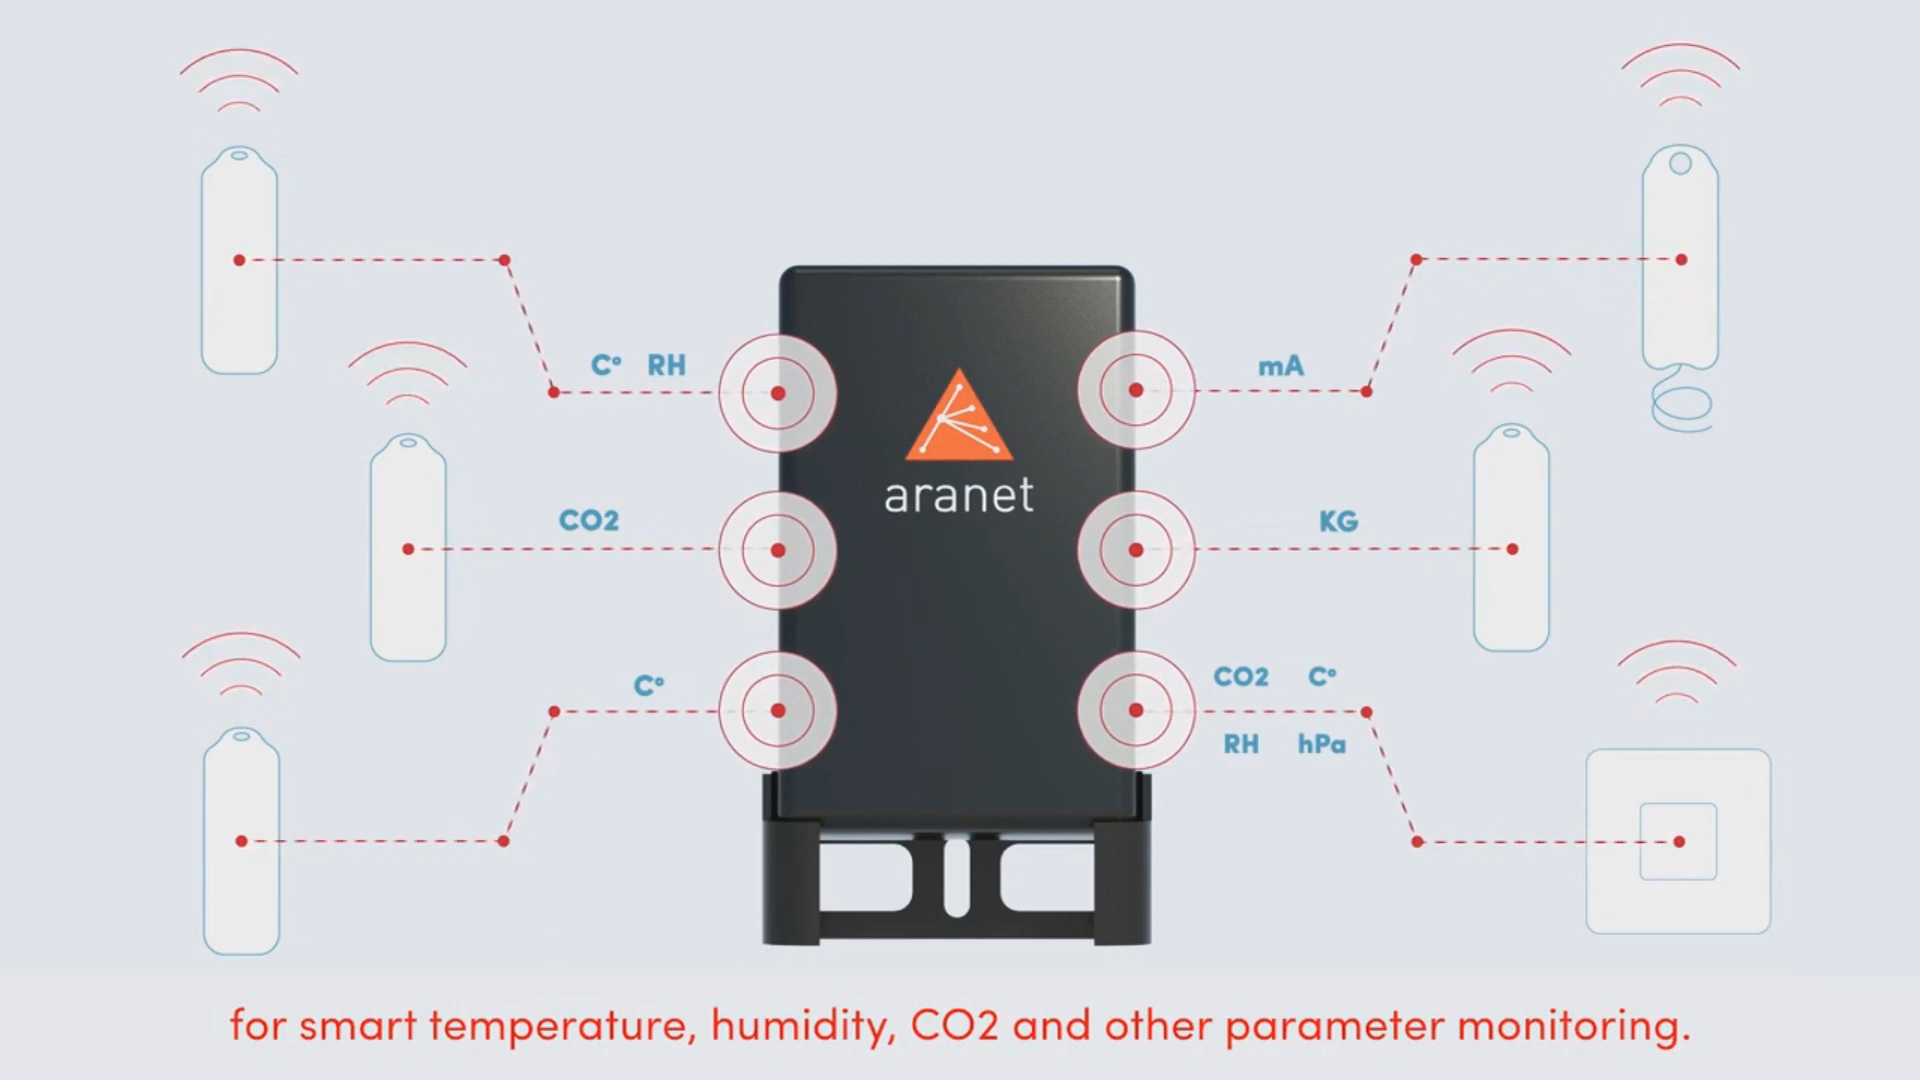 C° RH
mA
aranet
CO2
KG
C°
CO2 C°
RH hPa
for smart temperature, humidity, CO2 and other parameter monitoring.